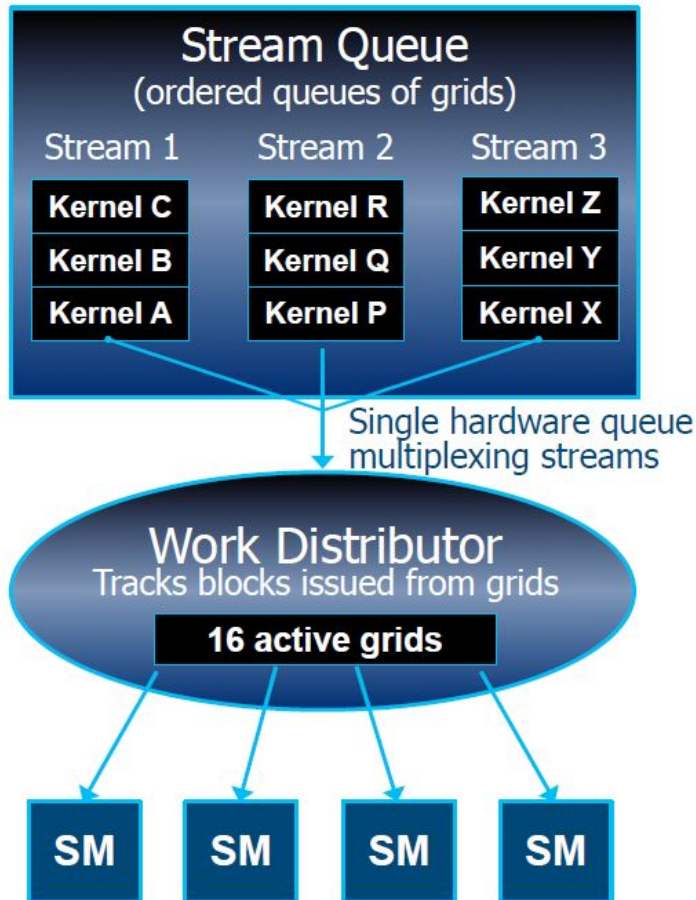 Stream Queue
(ordered queues of grids)
Stream 1
Stream 2
Stream 3
Kernel C
Kernel B
Kernel A
Kernel R
Kernel Q
Kernel P
Kernel Z
Kernel Y
Kernel X
Single hardware queue
multiplexing streams
Work Distributor
Tracks blocks issued from grids
16 active grids
SM
SM
SM
SM